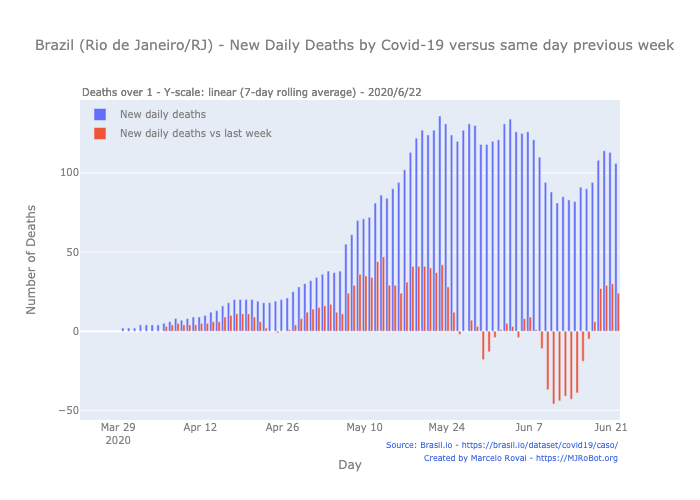 Brazil (Rio de Janeiro/RJ) - New Daily Deaths by Covid-19 versus same day previous week
Deaths over 1 - Y-scale: linear (7-day rolling average) - 2020/6/22
New daily deaths
New daily deaths vs last week
Number of Deaths
100
50
0
−50
Mar 29 Apr 12 Apr 26 May 10 May 24 Jun 7 Jun 21
2020
Day
Source: Brasil.io - https://brasil.io/dataset/covid19/caso/
Created by Marcelo Rovai - https://MJRoBot.org